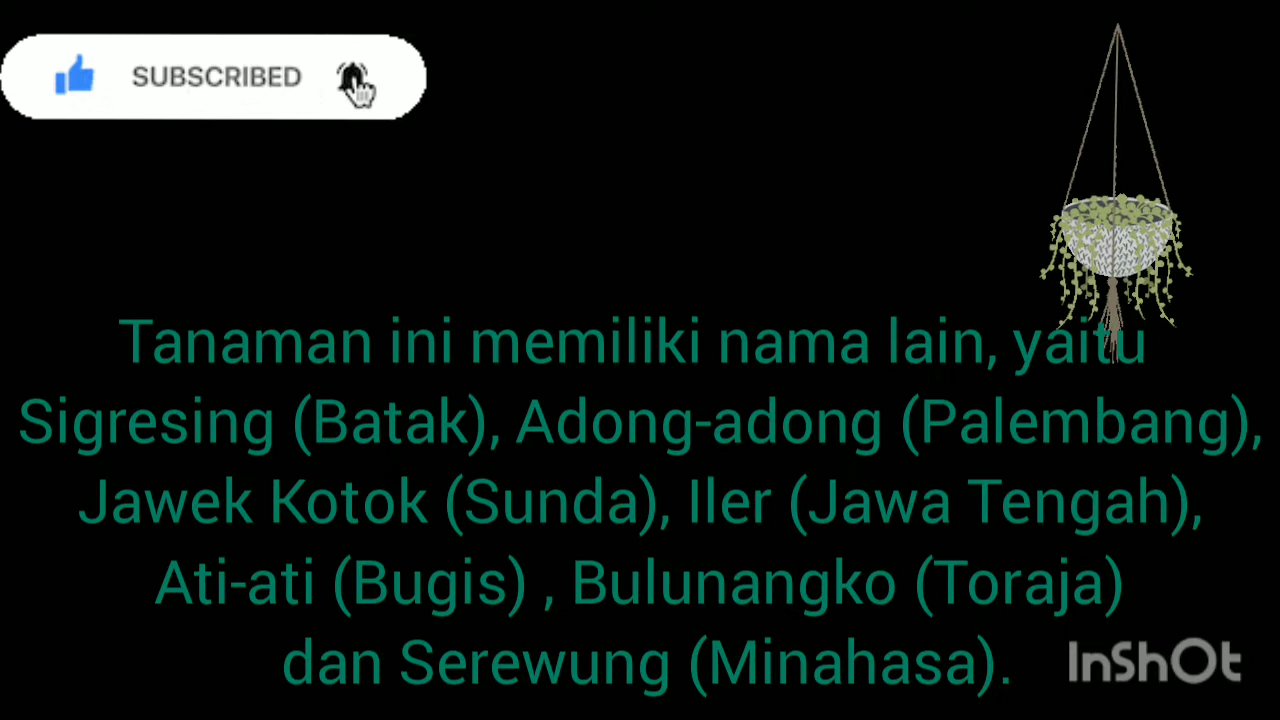 SUBSCRIBED
Tanaman ini memiliki nama lain, yaitu
Sigresing (Batak), Adong-adong (Palembang),
Jawek Kotok (Sunda), Iler (Jawa Tengah),
Ati-ati (Bugis) , Bulunangko (Toraja)
dan Serewung (Minahasa).
InShOt